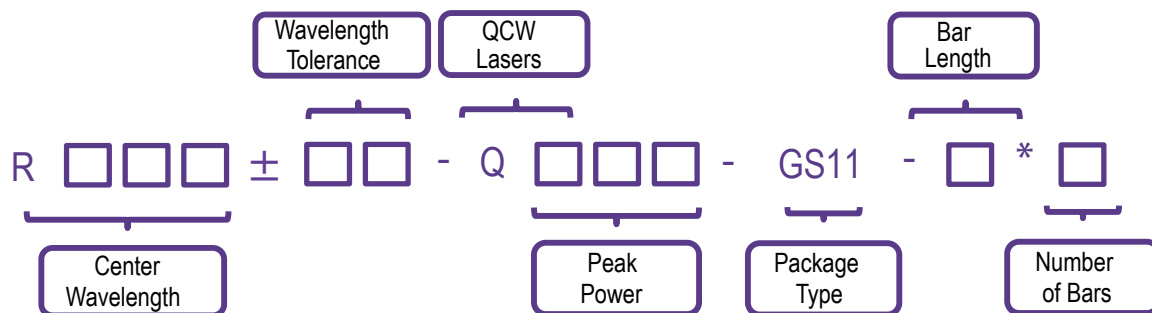 Wavelength
Tolerance
QCW
Lasers
Bar
Length
R □□□ ± □□ - Q □□□ - GS11 - □ * □
Center
Wavelength
Peak
Power
Package
Type
Number
of Bars